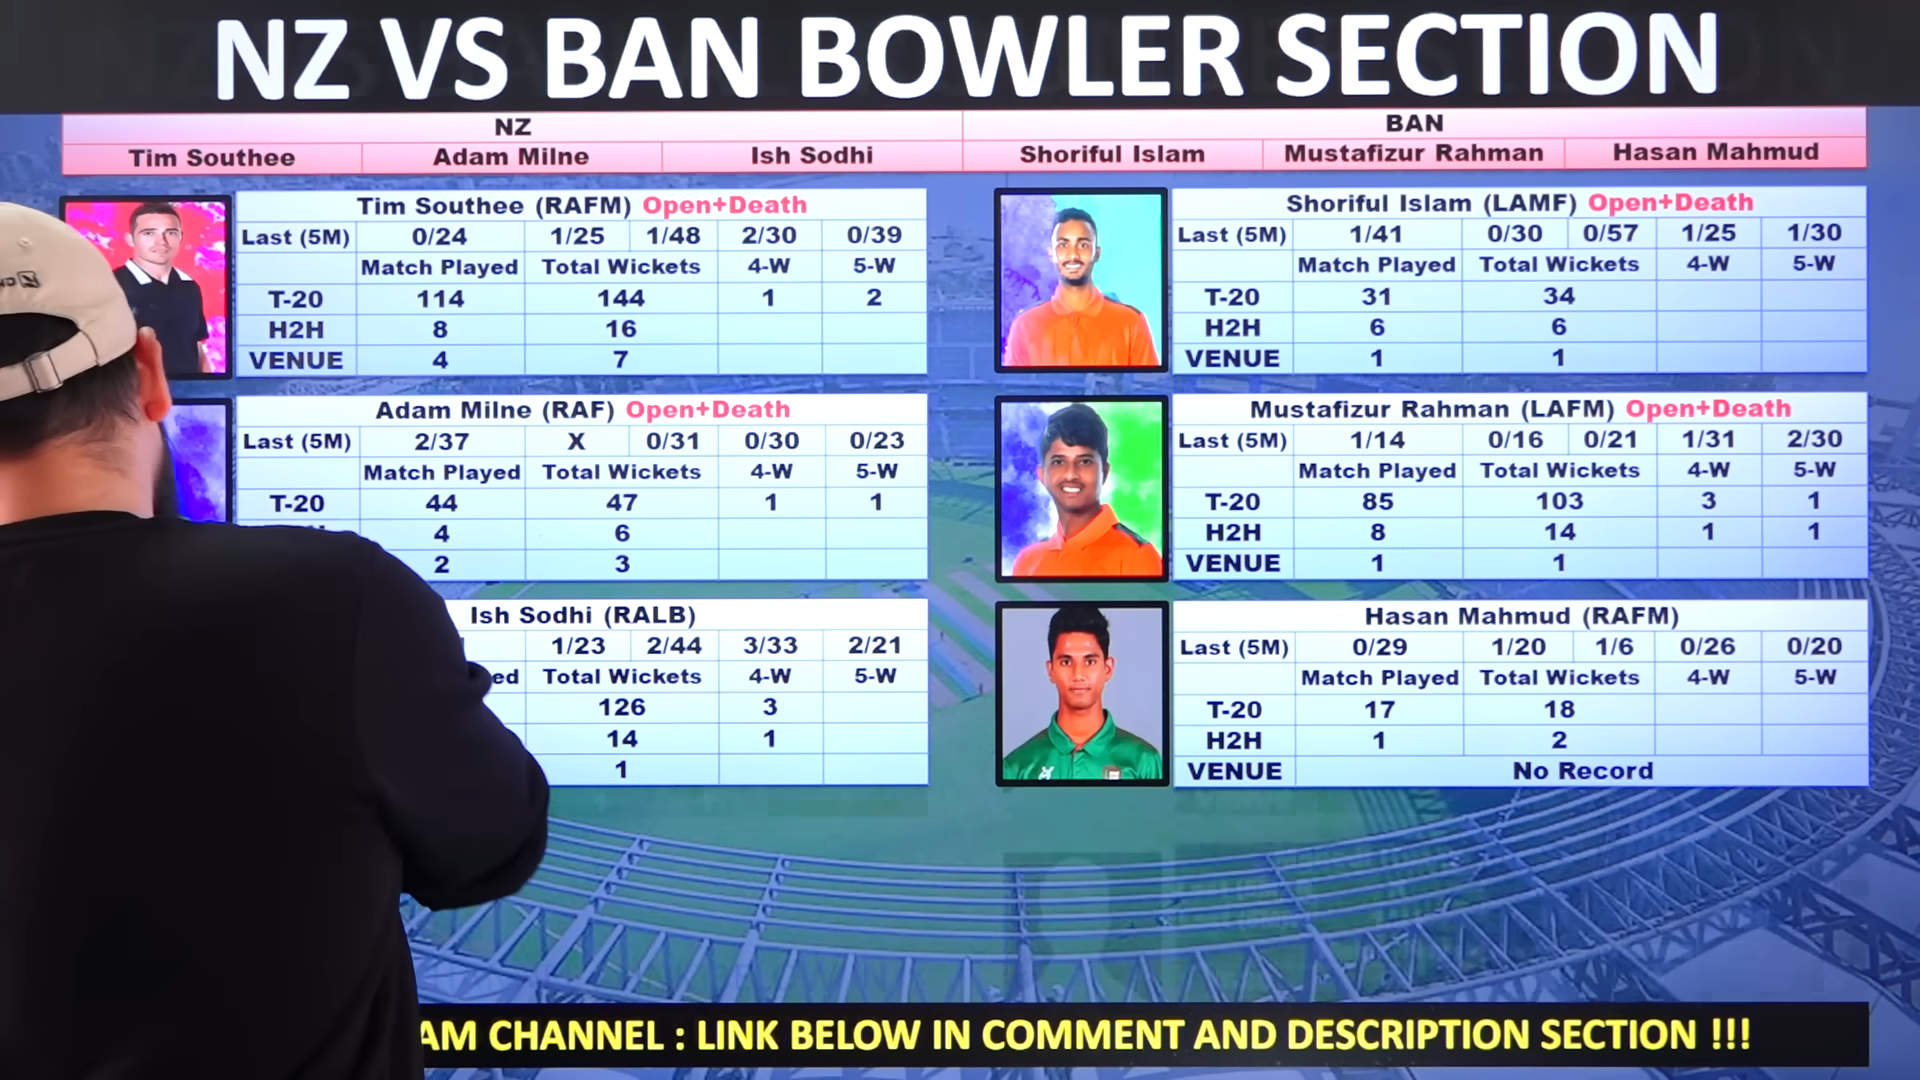 NZ VS BAN BOWLER SECTION
NZ BAN
Tim Southee Adam Milne Ish Sodhi Shoriful Islam Mustafizur Rahman Hasan Mahmud
Tim Southee (RAFM) Open+Death
Last (5M) 0/24 1/25 1/48 2/30 0/39
Match Played Total Wickets 4-W 5-W
T-20 114 144 1 2
H2H 8 16
VENUE 4 7
Adam Milne (RAF) Open+Death
Last (5M) 2/37 X 0/31 0/30 0/23
Match Played Total Wickets 4-W 5-W
T-20 44 47 1 1
4 6
2 3
Ish Sodhi (RALB)
1/23 2/44 3/33 2/21
ed Total Wickets 4-W 5-W
126 3
14 1
1
Shoriful Islam (LAMF) Open+Death
Last (5M) 1/41 0/30 0/57 1/25 1/30
Match Played Total Wickets 4-W 5-W
T-20 31 34
H2H 6 6
VENUE 1 1
Mustafizur Rahman (LAFM) Open+Death
Last (5M) 1/14 0/16 0/21 1/31 2/30
Match Played Total Wickets 4-W 5-W
T-20 85 103 3 1
H2H 8 14 1 1
VENUE 1 1
Hasan Mahmud (RAFM)
Last (5M) 0/29 1/20 1/6 0/26 0/20
Match Played Total Wickets 4-W 5-W
T-20 17 18
H2H 1 2
VENUE No Record
AM CHANNEL : LINK BELOW IN COMMENT AND DESCRIPTION SECTION !!!